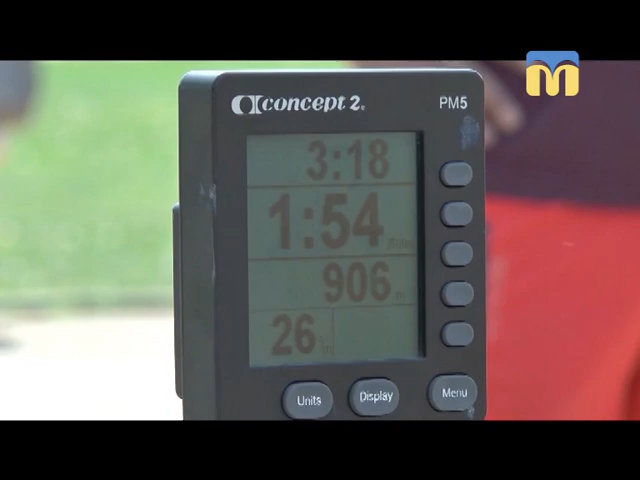 M
concept 2.
PM5
3:18
1:54
906 m
26
Units
Display
Menu